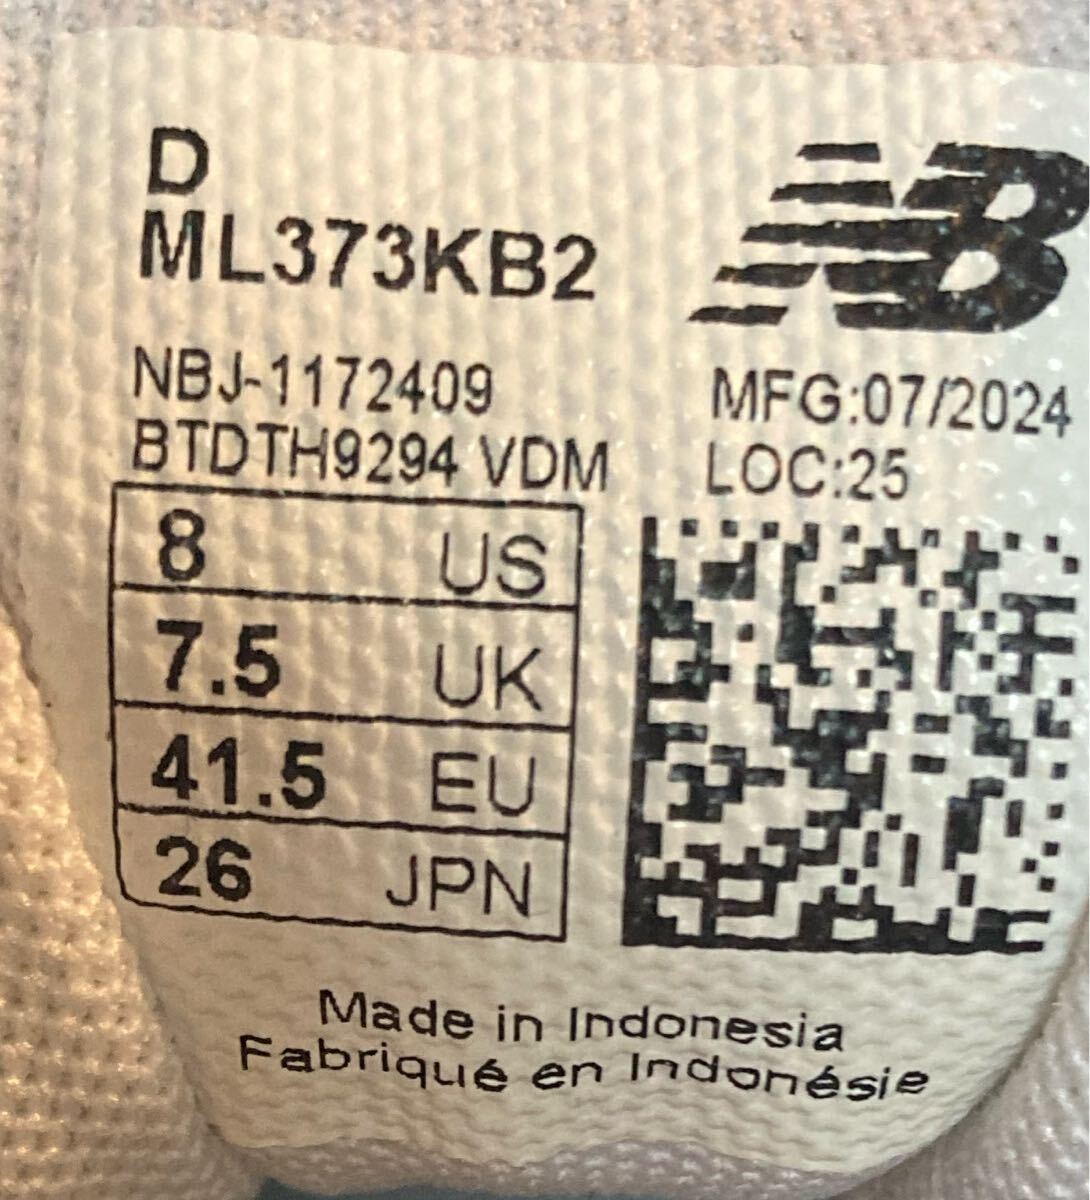 D
ML373KB2
NB
NBJ-1172409
MFG:07/2024
BTDTH9294 VDM
LOC:25
8 US
7.5 UK
41.5 EU
26 JPN
Made in Indonesia
Fabriqué en Indonésie